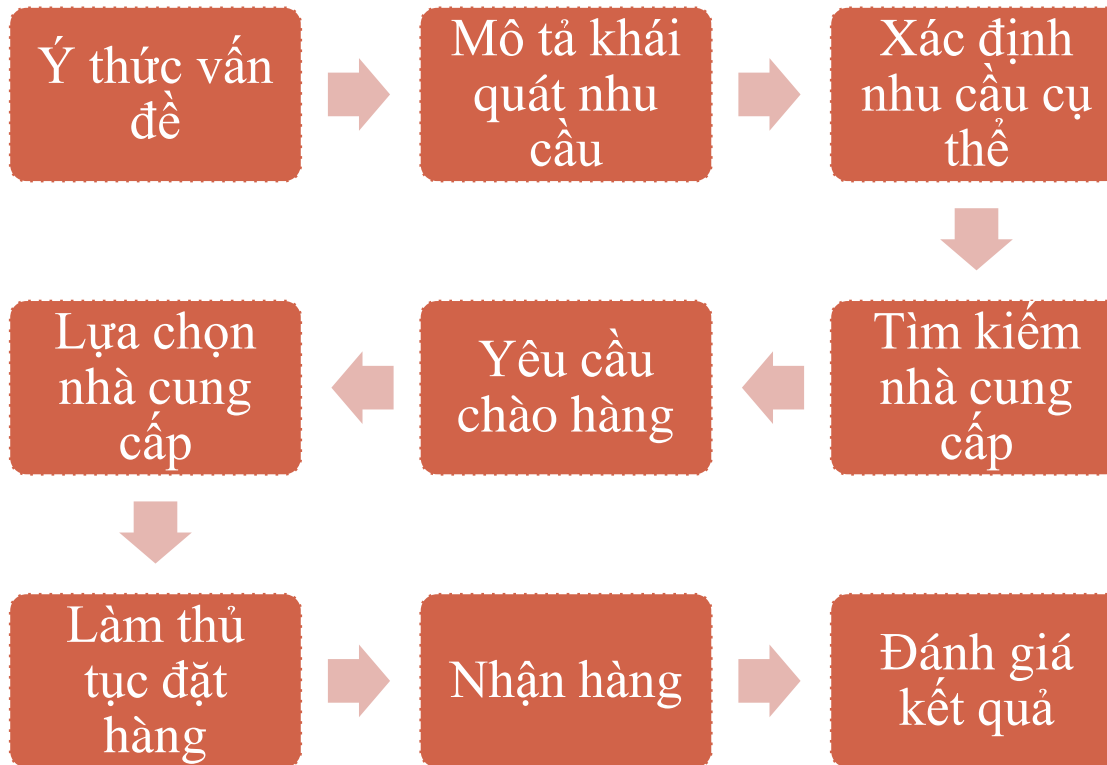 Ý thức vấn
đề
Mô tả khái
quát nhu
cầu
Xác định
nhu cầu cụ
thể
Tìm kiếm
nhà cung
cấp
Yêu cầu
chào hàng
Lựa chọn
nhà cung
cấp
Làm thủ
tục đặt
hàng
Nhận hàng
Đánh giá
kết quả